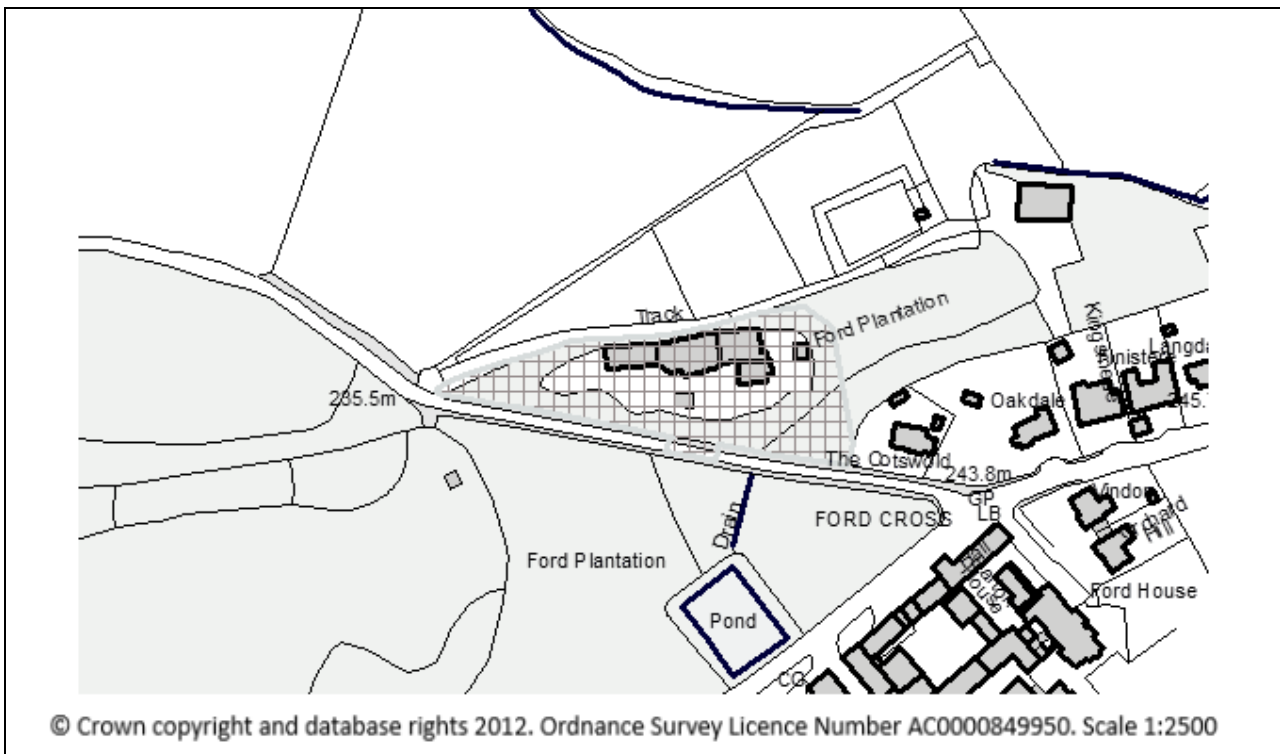 Track
Ford Plantation
235.5m
Oakdale
The Cotswold
243.8m
GP
LB
FORD CROSS
Drain
Ford Plantation
Pond
Ford House
© Crown copyright and database rights 2012. Ordnance Survey Licence Number AC0000849950. Scale 1:2500